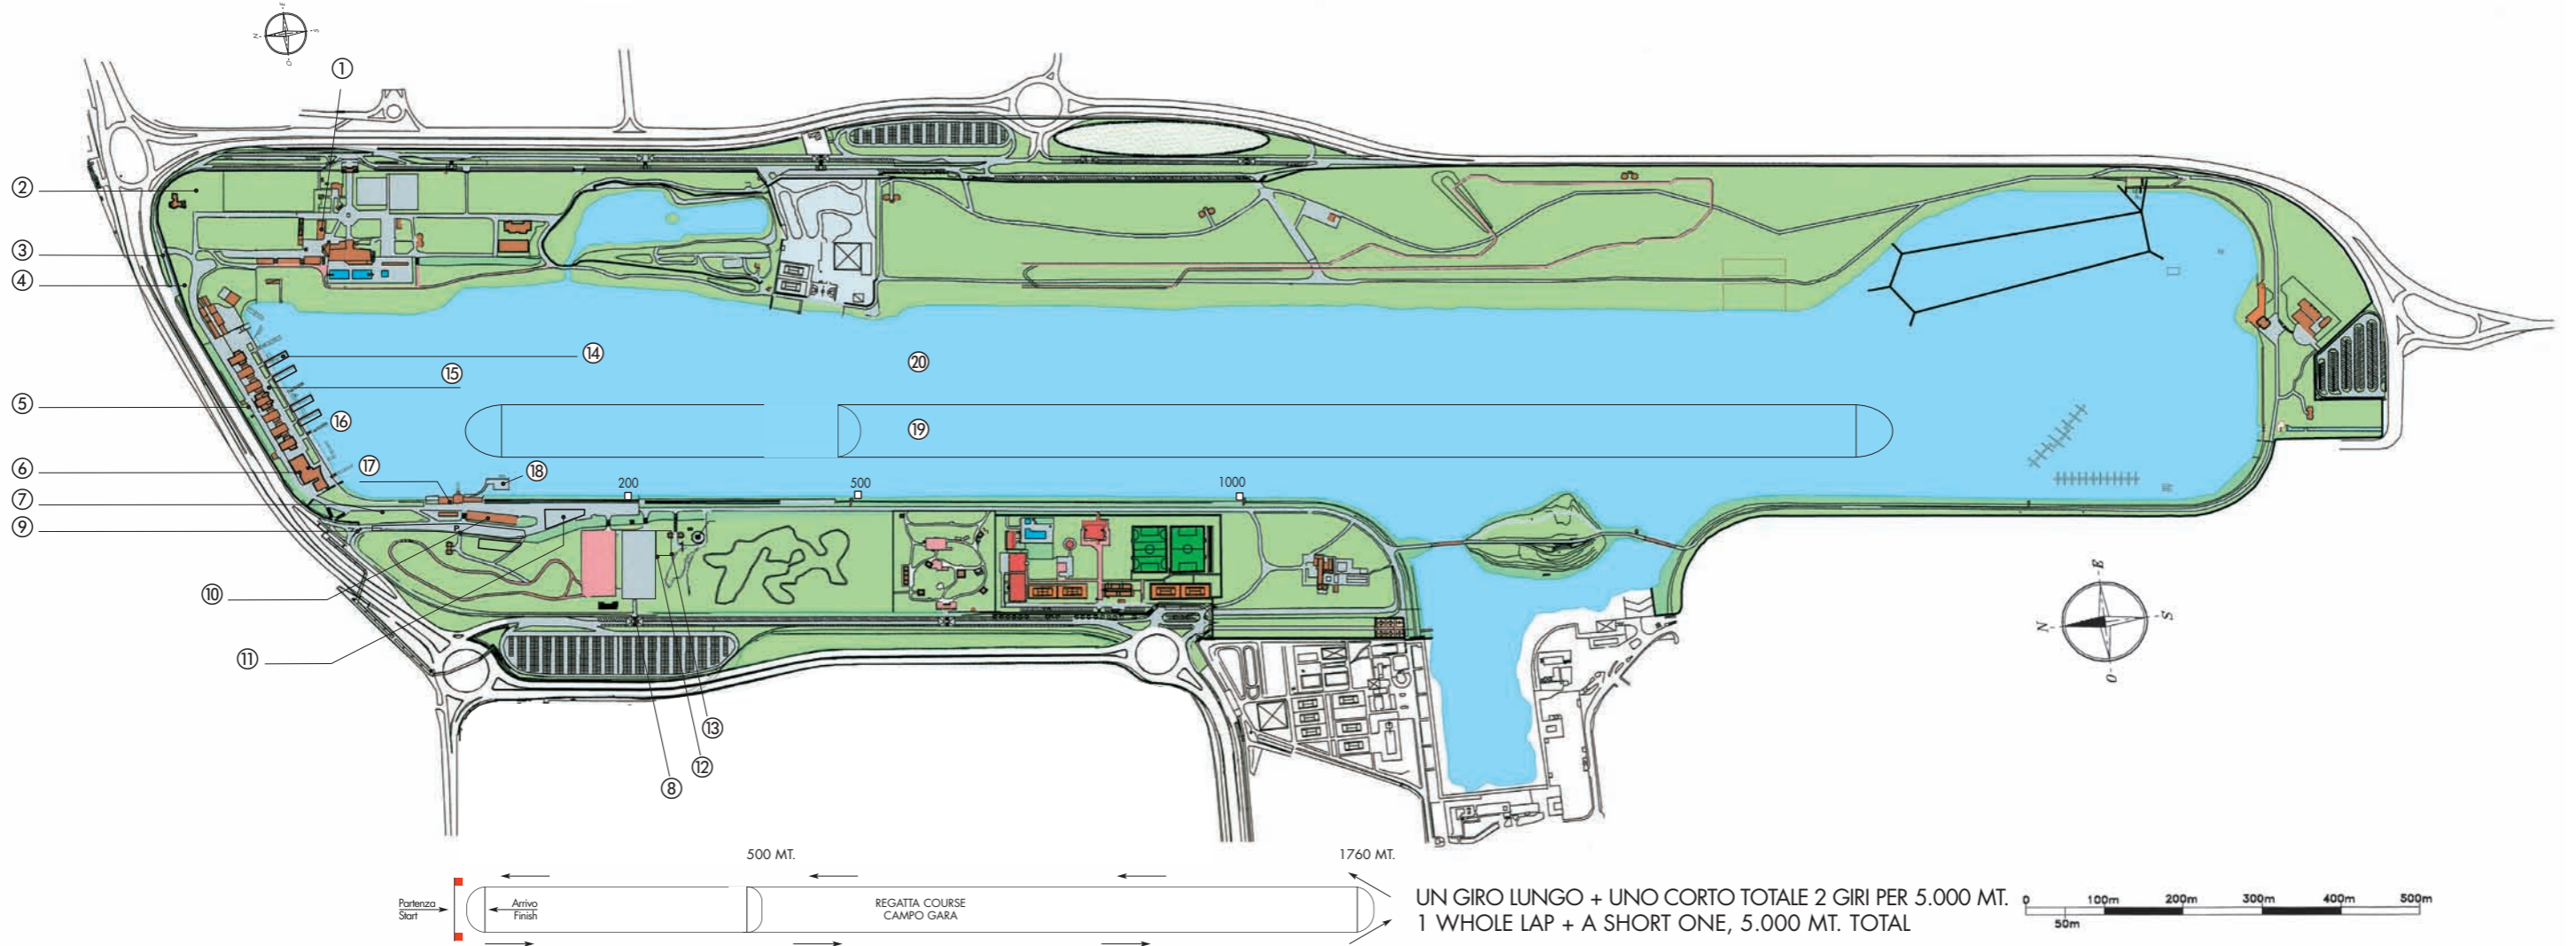 N
S
O
①
②
③
④
⑤
⑥
⑦
⑨
⑩
⑪
⑭
⑮
⑯
⑰
⑱
⑳
⑲
200
500
1000
P
⑬
⑫
⑧
E
N
S
O
500 MT.
1760 MT.
Partenza
Start
Arrivo
Finish
REGATTA COURSE
CAMPO GARA
UN GIRO LUNGO + UNO CORTO TOTALE 2 GIRI PER 5.000 MT.
1 WHOLE LAP + A SHORT ONE, 5.000 MT. TOTAL
0 100m 200m 300m 400m 500m
50m